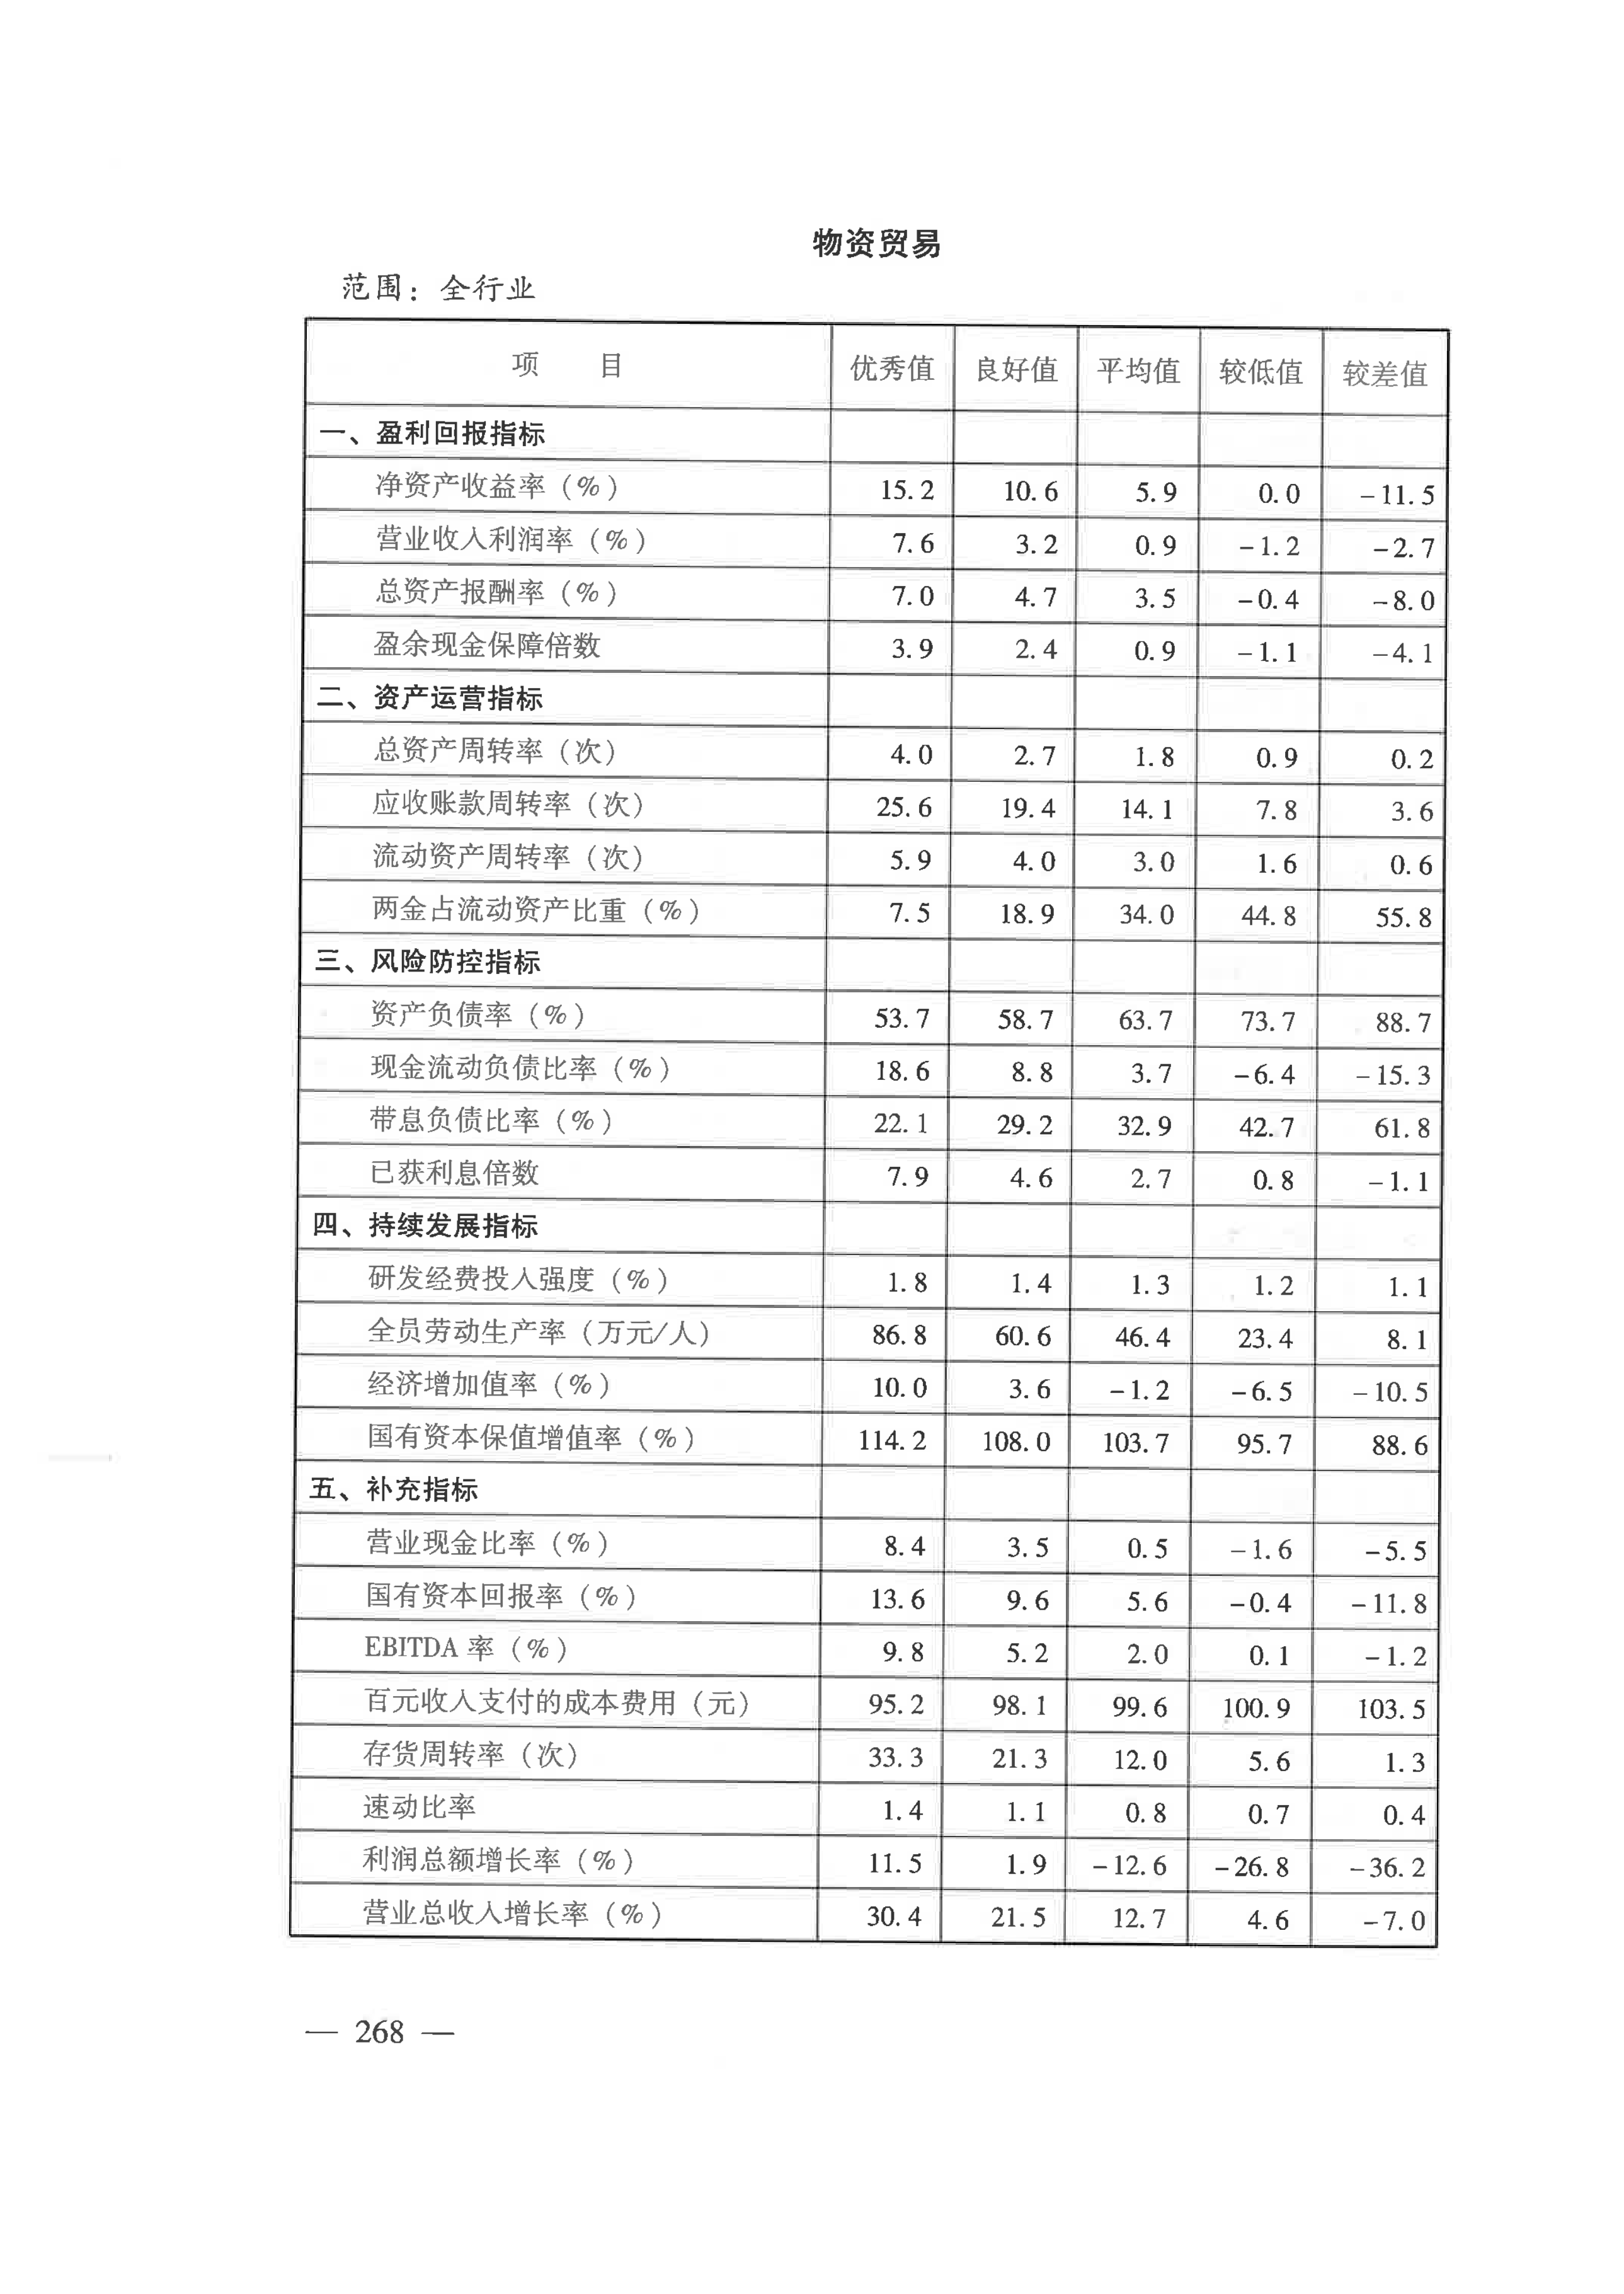 物资贸易
范围：全行业
项 目 优秀值 良好值 平均值 较低值 较差值
一、盈利回报指标
净资产收益率（%） 15.2 10.6 5.9 0.0 -11.5
营业收入利润率（%） 7.6 3.2 0.9 -1.2 -2.7
总资产报酬率（%） 7.0 4.7 3.5 -0.4 -8.0
盈余现金保障倍数 3.9 2.4 0.9 -1.1 -4.1
二、资产运营指标
总资产周转率（次） 4.0 2.7 1.8 0.9 0.2
应收账款周转率（次） 25.6 19.4 14.1 7.8 3.6
流动资产周转率（次） 5.9 4.0 3.0 1.6 0.6
两金占流动资产比重（%） 7.5 18.9 34.0 44.8 55.8
三、风险防控指标
资产负债率（%） 53.7 58.7 63.7 73.7 88.7
现金流动负债比率（%） 18.6 8.8 3.7 -6.4 -15.3
带息负债比率（%） 22.1 29.2 32.9 42.7 61.8
已获利息倍数 7.9 4.6 2.7 0.8 -1.1
四、持续发展指标
研发经费投入强度（%） 1.8 1.4 1.3 1.2 1.1
全员劳动生产率（万元/人） 86.8 60.6 46.4 23.4 8.1
经济增加值率（%） 10.0 3.6 -1.2 -6.5 -10.5
国有资本保值增值率（%） 114.2 108.0 103.7 95.7 88.6
五、补充指标
营业现金比率（%） 8.4 3.5 0.5 -1.6 -5.5
国有资本回报率（%） 13.6 9.6 5.6 -0.4 -11.8
EBITDA 率（%） 9.8 5.2 2.0 0.1 -1.2
百元收入支付的成本费用（元） 95.2 98.1 99.6 100.9 103.5
存货周转率（次） 33.3 21.3 12.0 5.6 1.3
速动比率 1.4 1.1 0.8 0.7 0.4
利润总额增长率（%） 11.5 1.9 -12.6 -26.8 -36.2
营业总收入增长率（%） 30.4 21.5 12.7 4.6 -7.0
— 268 —